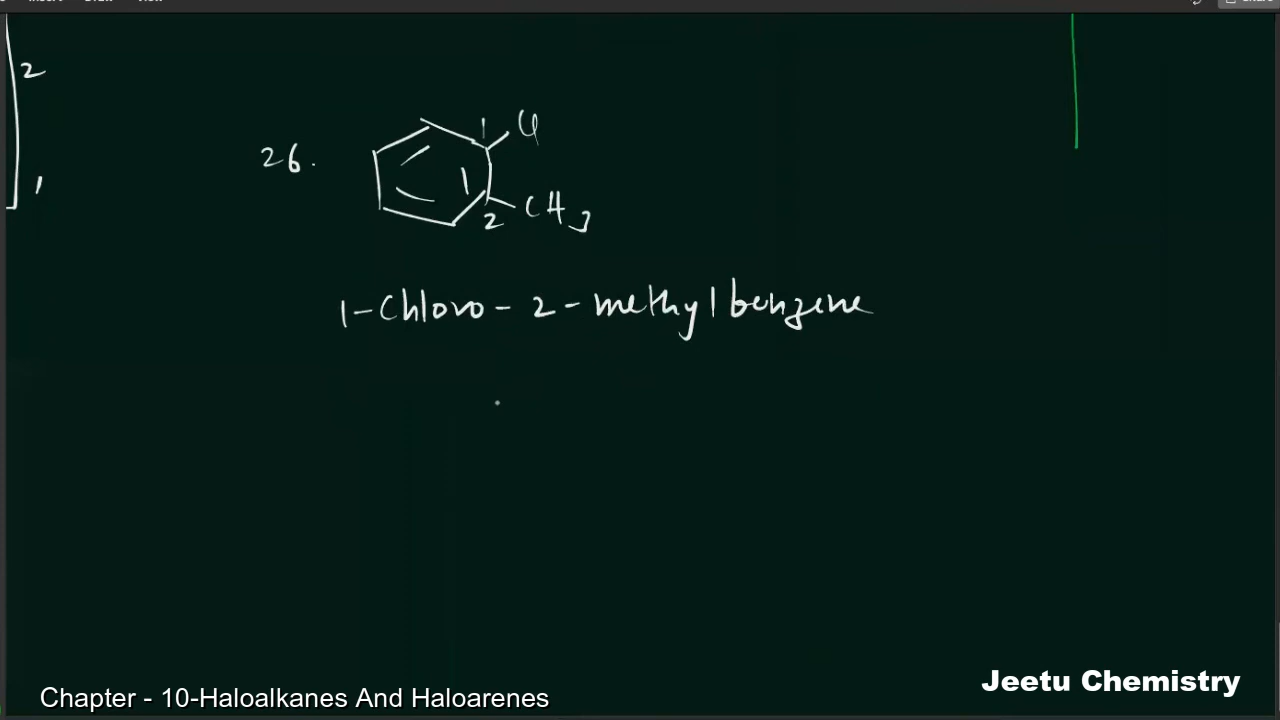 2
26.
1 Cl
2 CH3
1
1-Chloro-2-methylbenzene
Jeetu Chemistry
Chapter - 10-Haloalkanes And Haloarenes